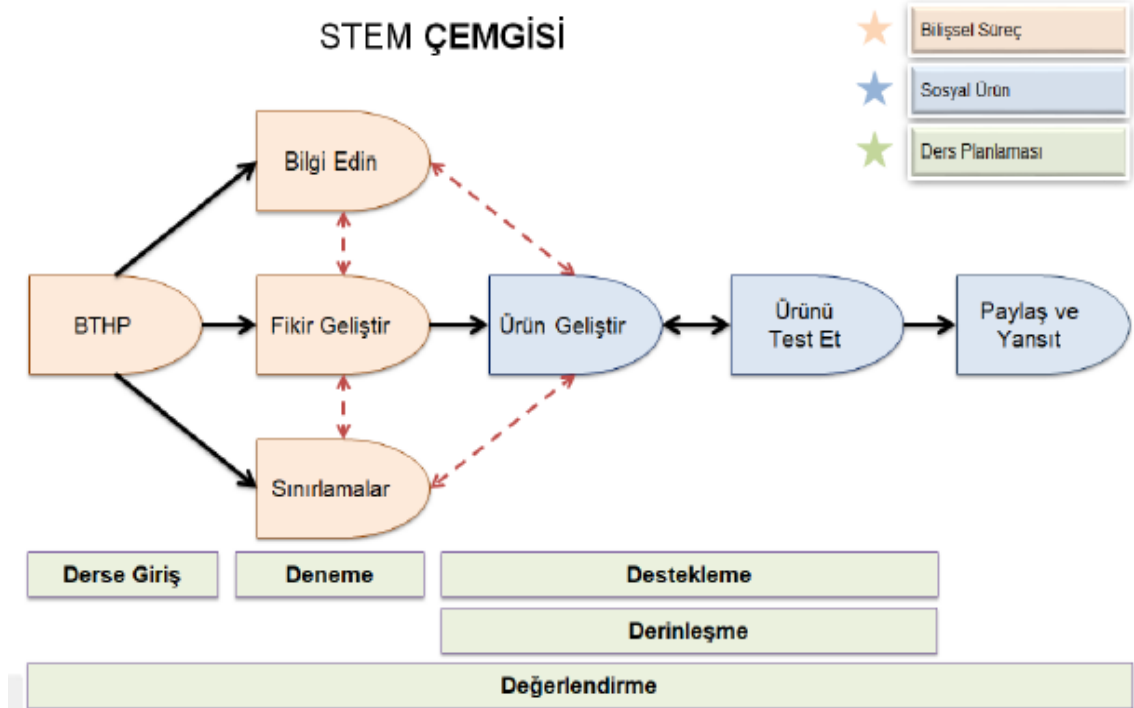 STEM ÇEMGİSİ
Bilişsel Süreç
Sosyal Ürün
Ders Planlaması
Bilgi Edin
BTHP
Fikir Geliştir
Ürün Geliştir
Ürünü
Test Et
Paylaş ve
Yansıt
Sınırlamalar
Derse Giriş
Deneme
Destekleme
Derinleşme
Değerlendirme